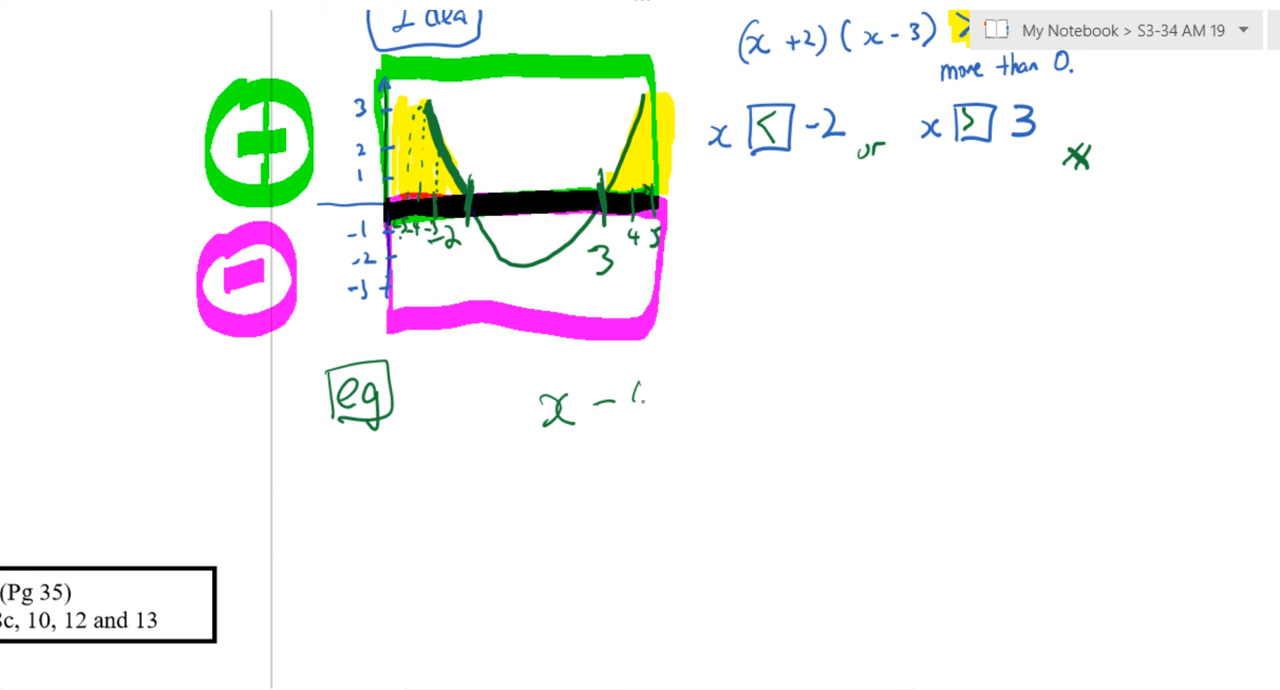 My Notebook > S3-34 AM 19
(x +2) ( x - 3) >
more than 0.
x < -2 or x > 3
3
2
1
-1
-2
-3
-2
3
4
5
eg
x -
(Pg 35)
c, 10, 12 and 13